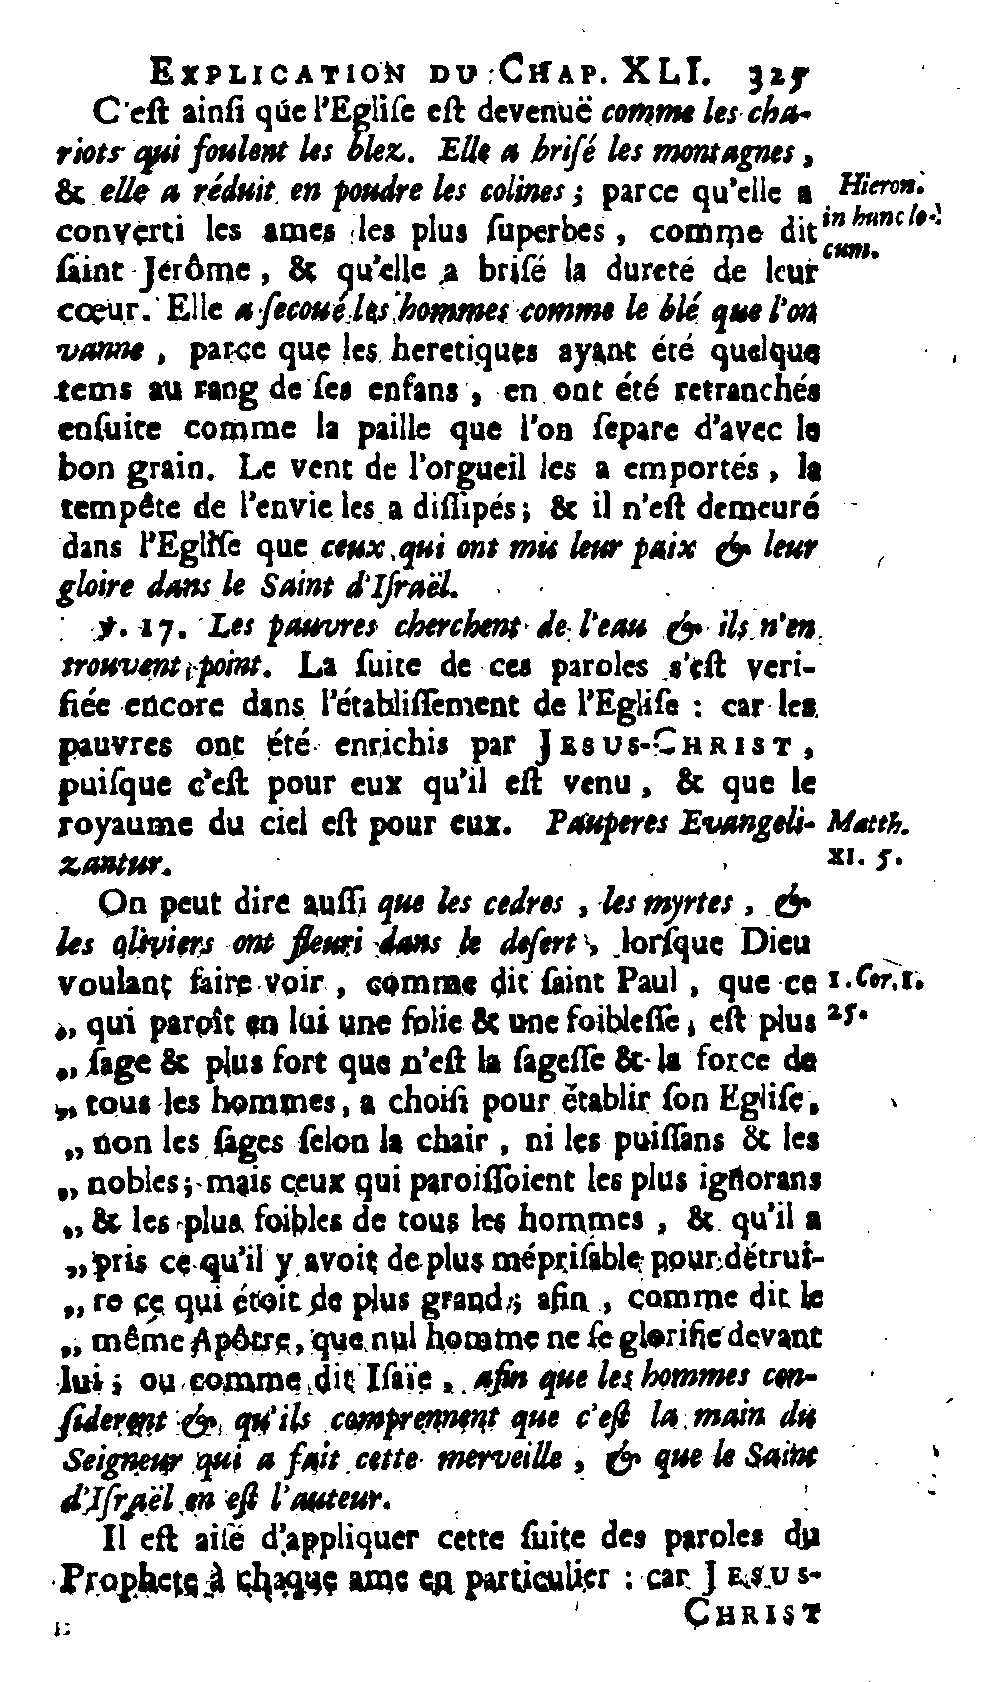 EXPLICATION DU CHAP. XLI. 325
C'eſt ainſi que l'Egliſe eſt devenuë comme les cha-
riots qui foulent les blez. Elle a briſé les montagnes,
& elle a réduit en poudre les colines; parce qu'elle a
Hieron.
in hunc lo-
cum.
converti les ames les plus ſuperbes, comme dit
ſaint Jerôme, & qu'elle a briſé la dureté de leur
cœur. Elle a ſecoué les hommes comme le blé que l'on
vanne, parce que les heretiques ayant été quelque
tems au rang de ſes enfans, en ont été retranchés
enſuite comme la paille que l'on ſepare d'avec le
bon grain. Le vent de l'orgueil les a emportés, la
tempête de l'envie les a diſſipés; & il n'eſt demeuré
dans l'Egliſe que ceux qui ont mis leur paix & leur
gloire dans le Saint d'Iſraël.
℣. 17. Les pauvres cherchent de l'eau & ils n'en
trouvent point. La ſuite de ces paroles s'eſt veri-
fiée encore dans l'établiſſement de l'Egliſe : car les
pauvres ont été enrichis par JESUS-CHRIST,
puiſque c'eſt pour eux qu'il eſt venu, & que le
royaume du ciel eſt pour eux. Pauperes Evangeli-
zantur.
Matth.
XI. 5.
On peut dire auſſi que les cedres, les myrtes, &
les oliviers ont fleuri dans le deſert, lorſque Dieu
voulant faire voir, comme dit ſaint Paul, que ce
1. Cor. 1.
25.
„ qui paroît en lui une folie & une foibleſſe, eſt plus
„ ſage & plus fort que n'eſt la ſageſſe & la force de
„ tous les hommes, a choiſi pour établir ſon Egliſe,
„ non les ſages ſelon la chair, ni les puiſſans & les
„ nobles; mais ceux qui paroiſſoient les plus ignorans
„ & les plus foibles de tous les hommes, & qu'il a
„ pris ce qu'il y avoit de plus mépriſable pour détrui-
„ re ce qui étoit de plus grand; afin, comme dit le
„ même Apôtre, que nul homme ne ſe glorifie devant
lui; ou comme dit Iſaïe, afin que les hommes con-
ſiderent & qu'ils comprennent que c'eſt la main du
Seigneur qui a fait cette merveille, & que le Saint
d'Iſraël en eſt l'auteur.
Il eſt aiſé d'appliquer cette ſuite des paroles du
Prophete à chaque ame en particulier : car JESUS-
CHRIST